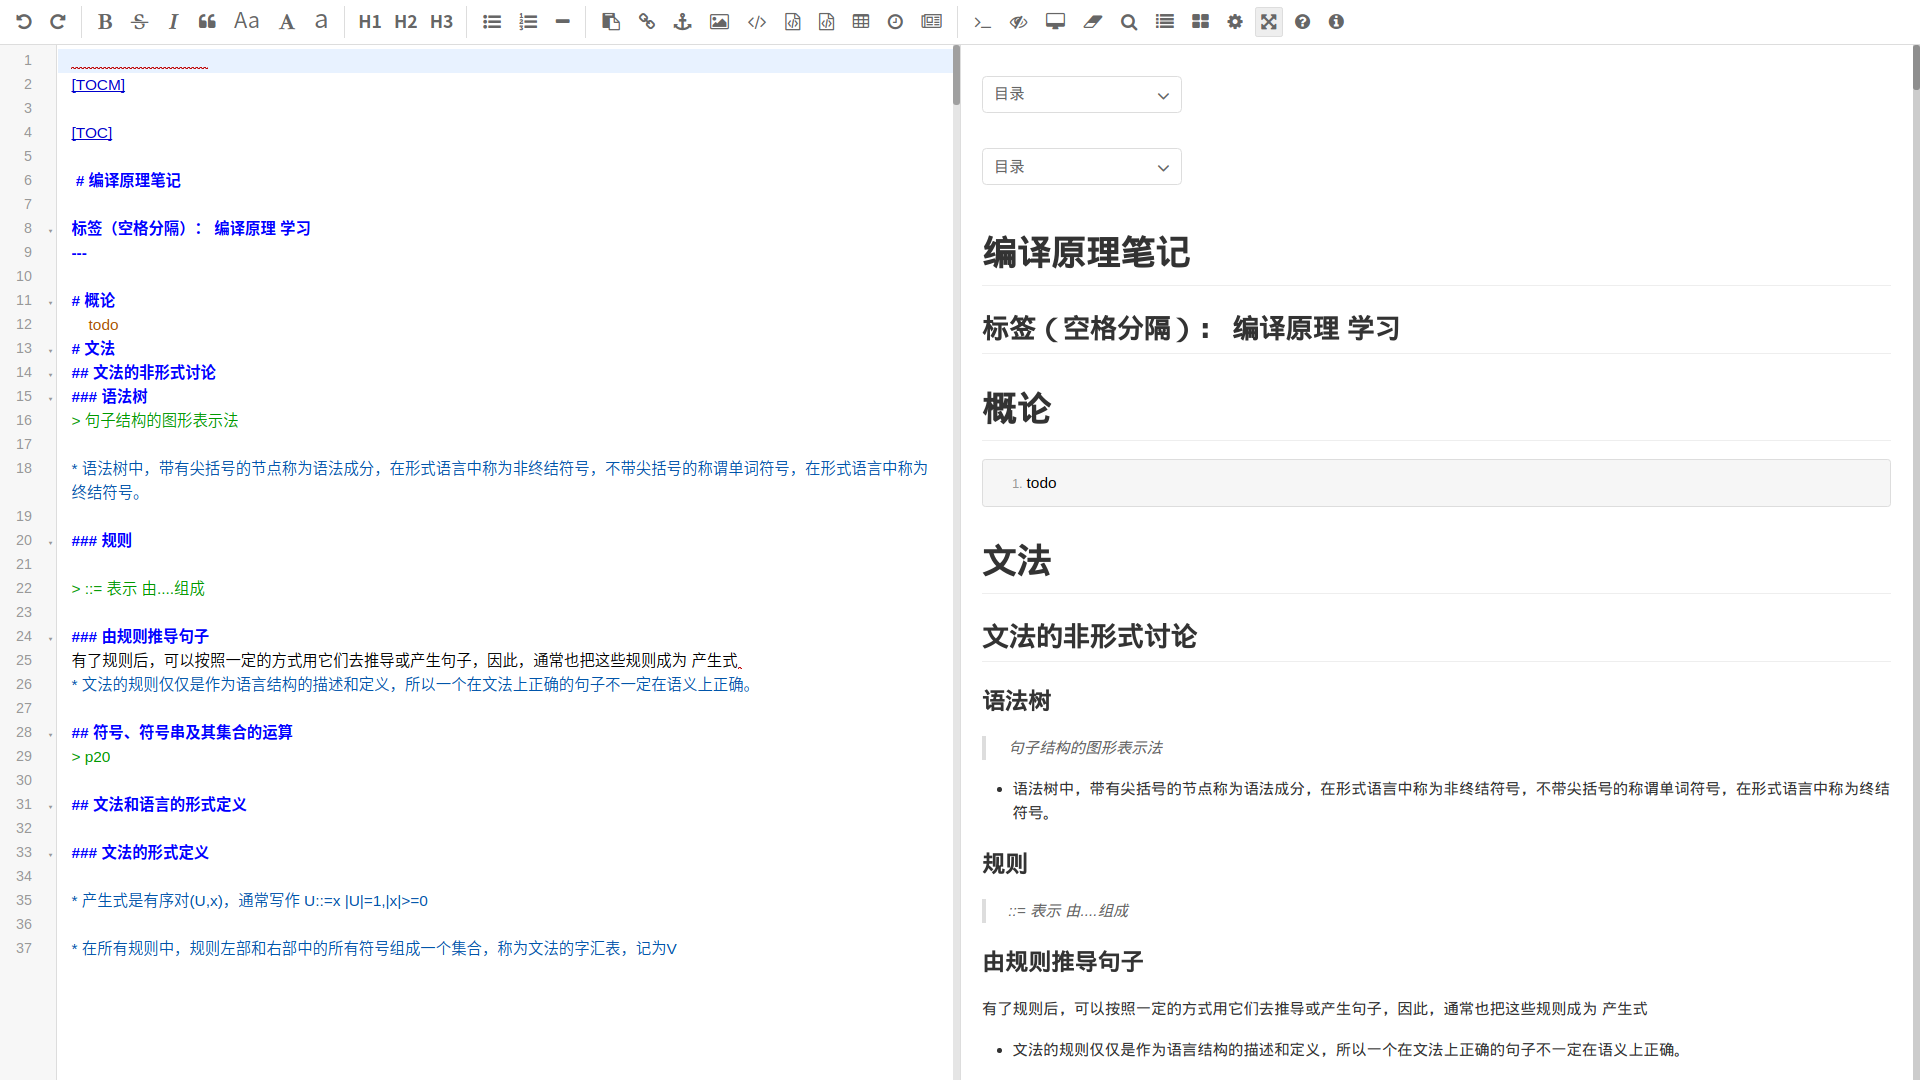 B S I Aa A a H1 H2 H3
1
2 [TOCM]
3
4 [TOC]
5
6 # 编译原理笔记
7
8 标签（空格分隔）： 编译原理 学习
9 ---
10
11 # 概论
12 todo
13 # 文法
14 ## 文法的非形式讨论
15 ### 语法树
16 > 句子结构的图形表示法
17
18 * 语法树中，带有尖括号的节点称为语法成分，在形式语言中称为非终结符号，不带尖括号的称谓单词符号，在形式语言中称为
终结符号。
19
20 ### 规则
21
22 > ::= 表示 由....组成
23
24 ### 由规则推导句子
25 有了规则后，可以按照一定的方式用它们去推导或产生句子，因此，通常也把这些规则成为 产生式
26 * 文法的规则仅仅是作为语言结构的描述和定义，所以一个在文法上正确的句子不一定在语义上正确。
27
28 ## 符号、符号串及其集合的运算
29 > p20
30
31 ## 文法和语言的形式定义
32
33 ### 文法的形式定义
34
35 * 产生式是有序对(U,x)，通常写作 U::=x |U|=1,|x|>=0
36
37 * 在所有规则中，规则左部和右部中的所有符号组成一个集合，称为文法的字汇表，记为V
目录
目录
编译原理笔记
标签（空格分隔）： 编译原理 学习
概论
1. todo
文法
文法的非形式讨论
语法树
句子结构的图形表示法
• 语法树中，带有尖括号的节点称为语法成分，在形式语言中称为非终结符号，不带尖括号的称谓单词符号，在形式语言中称为终结
符号。
规则
::= 表示 由....组成
由规则推导句子
有了规则后，可以按照一定的方式用它们去推导或产生句子，因此，通常也把这些规则成为 产生式
• 文法的规则仅仅是作为语言结构的描述和定义，所以一个在文法上正确的句子不一定在语义上正确。